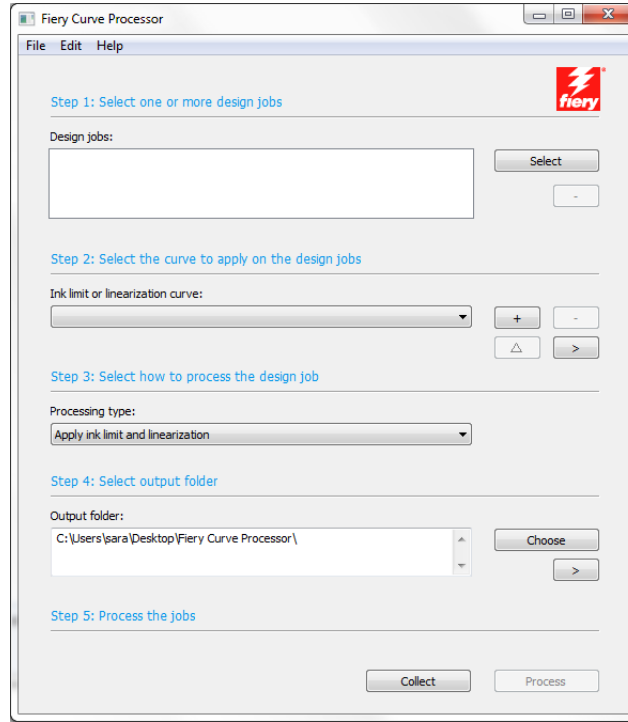 Fiery Curve Processor
File Edit Help
fiery
Step 1: Select one or more design jobs
Design jobs:
Select
-
Step 2: Select the curve to apply on the design jobs
Ink limit or linearization curve:
+ -
△ >
Step 3: Select how to process the design job
Processing type:
Apply ink limit and linearization
Step 4: Select output folder
Output folder:
C:\Users\sara\Desktop\Fiery Curve Processor\
Choose
>
Step 5: Process the jobs
Collect Process